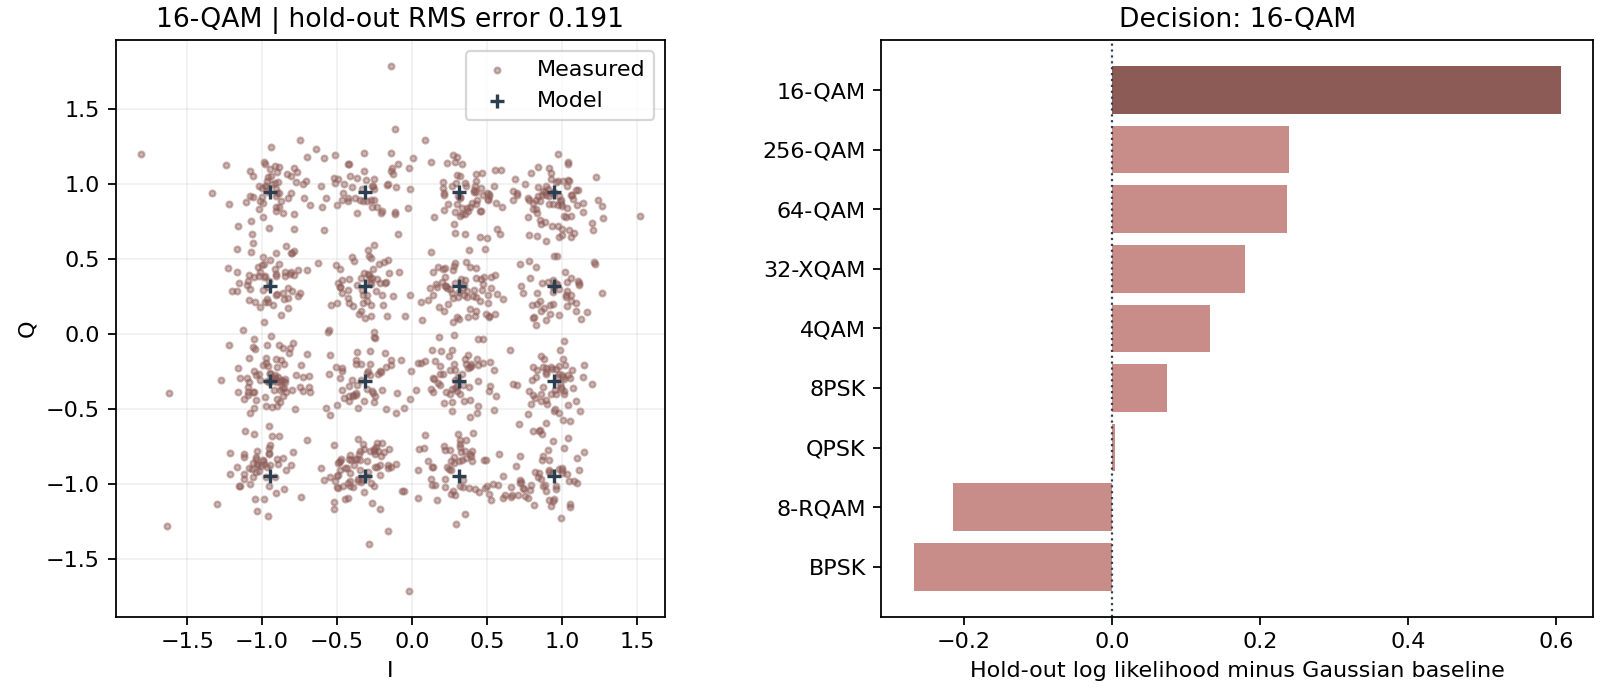 16-QAM | hold-out RMS error 0.191
Measured
Model
1.5
1.0
0.5
0.0
−0.5
−1.0
−1.5
Q
−1.5
−1.0
−0.5
0.0
0.5
1.0
1.5
I
Decision: 16-QAM
16-QAM
256-QAM
64-QAM
32-XQAM
4QAM
8PSK
QPSK
8-RQAM
BPSK
−0.2
0.0
0.2
0.4
0.6
Hold-out log likelihood minus Gaussian baseline